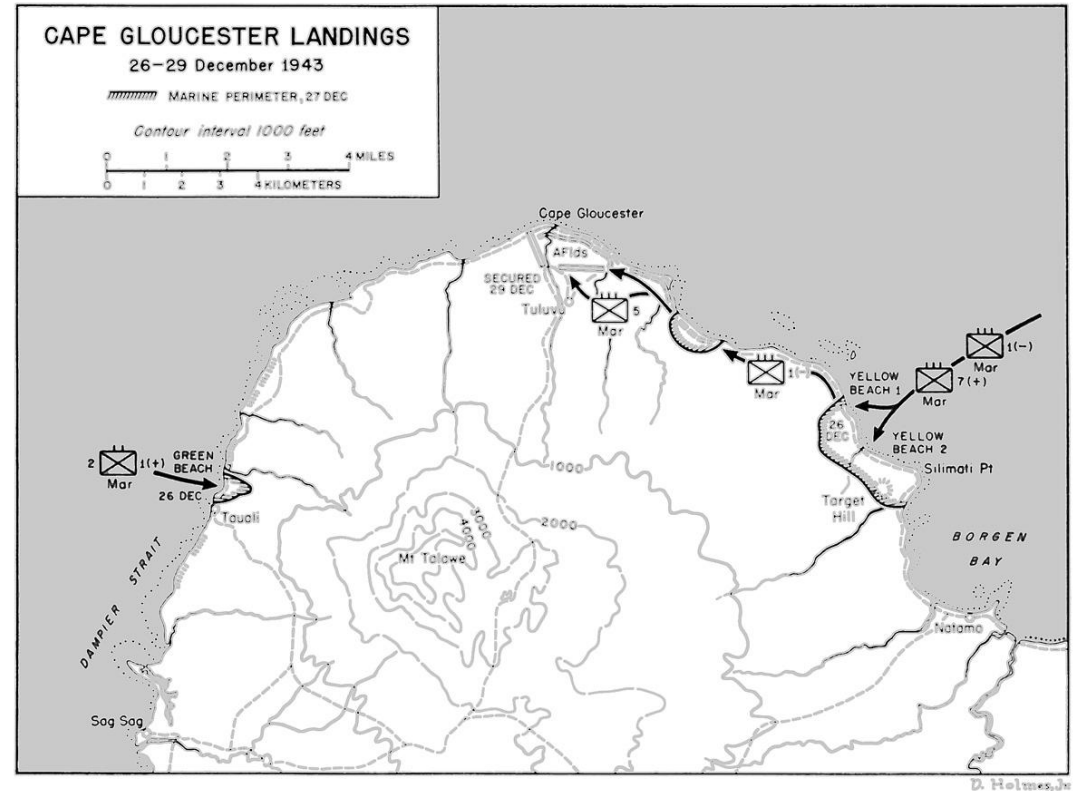 CAPE GLOUCESTER LANDINGS
26-29 December 1943
MARINE PERIMETER, 27 DEC
Contour interval 1000 feet
0 1 2 3 4 MILES
0 1 2 3 4 KILOMETERS
Cape Gloucester
AFlds
SECURED
29 DEC
Tuluvu
5
Mar
1(-)
Mar
1(-)
Mar
7(+)
Mar
YELLOW
BEACH 1
YELLOW
BEACH 2
26
DEC
Silimati Pt
Target
Hill
BORGEN
BAY
Natamo
2
1(+)
Mar
GREEN
BEACH
26 DEC
Tauali
1000
2000
3000
4000
Mt Talawe
DAMPIER STRAIT
Sag Sag
D. Holmes, Jr